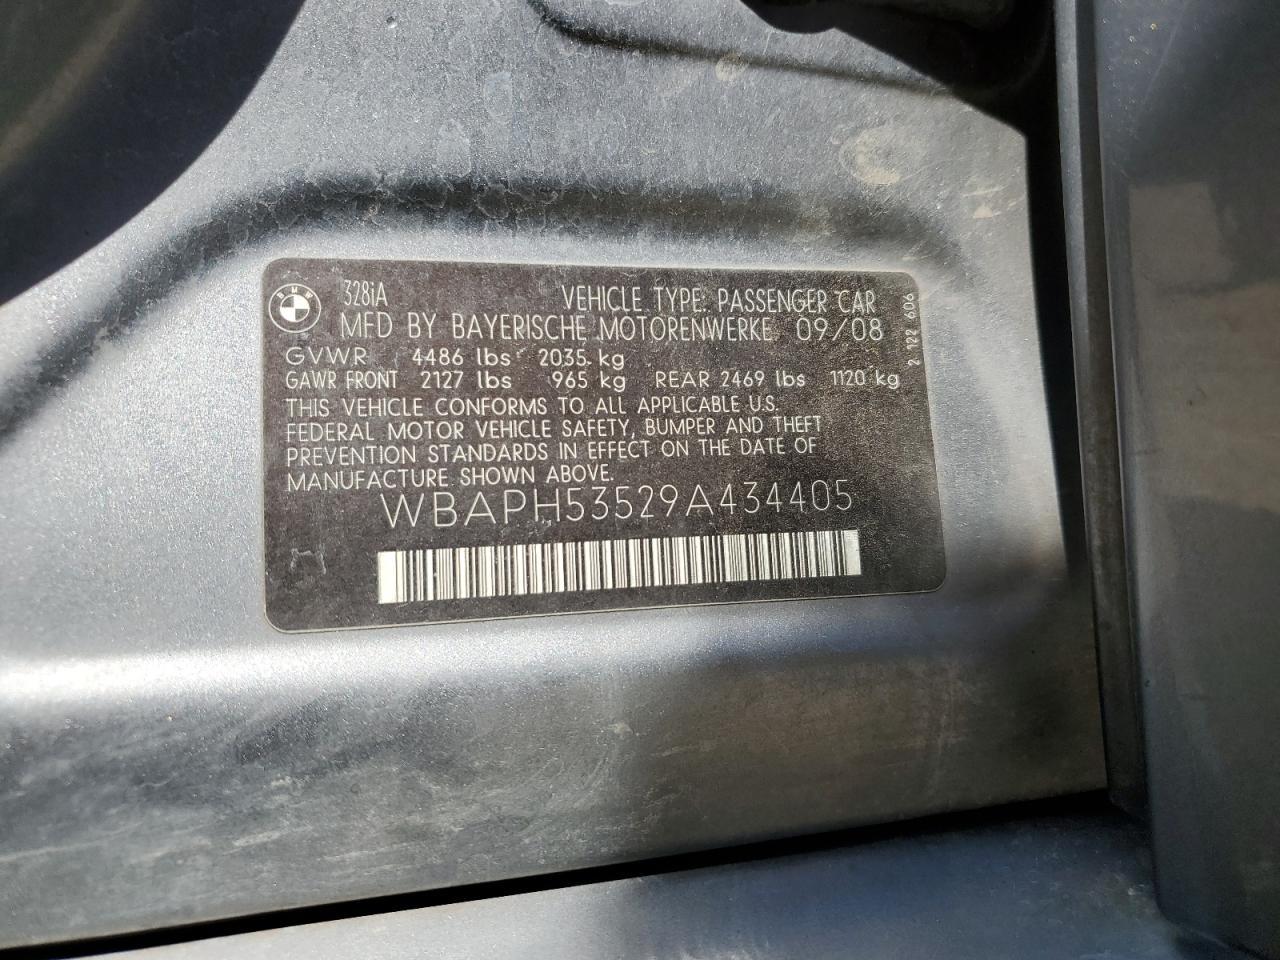 BMW
328iA VEHICLE TYPE: PASSENGER CAR
MFD BY BAYERISCHE MOTORENWERKE 09/08
GVWR 4486 lbs 2035 kg
GAWR FRONT 2127 lbs 965 kg REAR 2469 lbs 1120 kg
THIS VEHICLE CONFORMS TO ALL APPLICABLE U.S.
FEDERAL MOTOR VEHICLE SAFETY, BUMPER AND THEFT
PREVENTION STANDARDS IN EFFECT ON THE DATE OF
MANUFACTURE SHOWN ABOVE.
WBAPH53529A434405
2 122 606